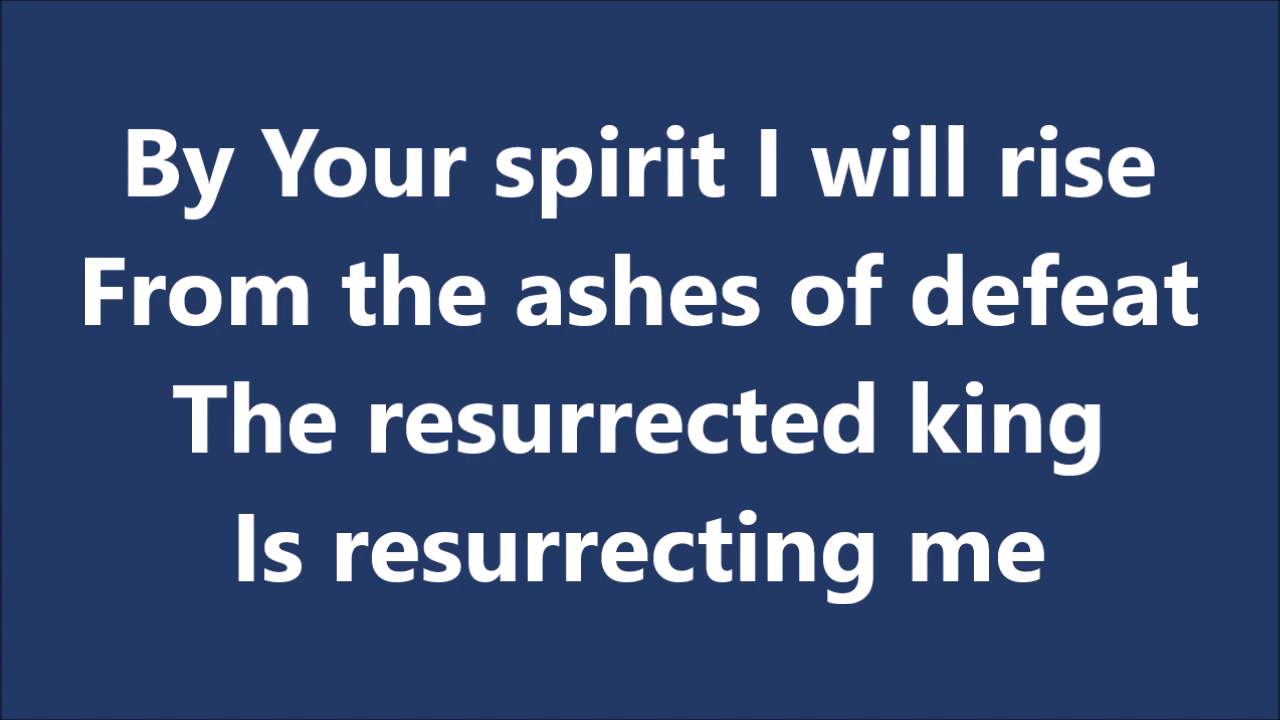 By Your spirit I will rise
From the ashes of defeat
The resurrected king
Is resurrecting me